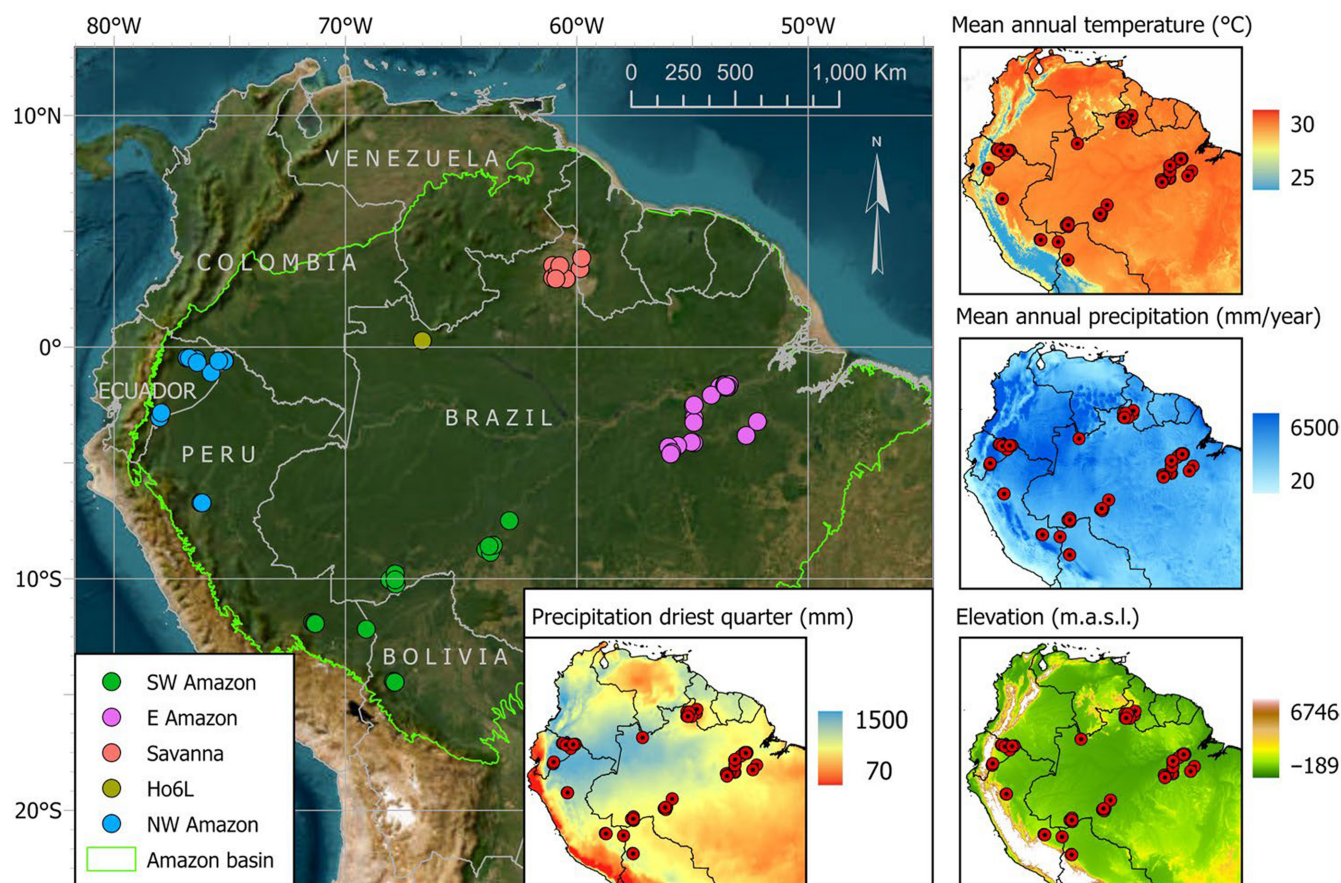 80°W 70°W 60°W 50°W
10°N
0°
10°S
20°S
0 250 500 1,000 Km
N
VENEZUELA
COLOMBIA
ECUADOR
BRAZIL
PERU
BOLIVIA
SW Amazon
E Amazon
Savanna
Ho6L
NW Amazon
Amazon basin
Precipitation driest quarter (mm)
1500
70
Mean annual temperature (°C)
30
25
Mean annual precipitation (mm/year)
6500
20
Elevation (m.a.s.l.)
6746
−189